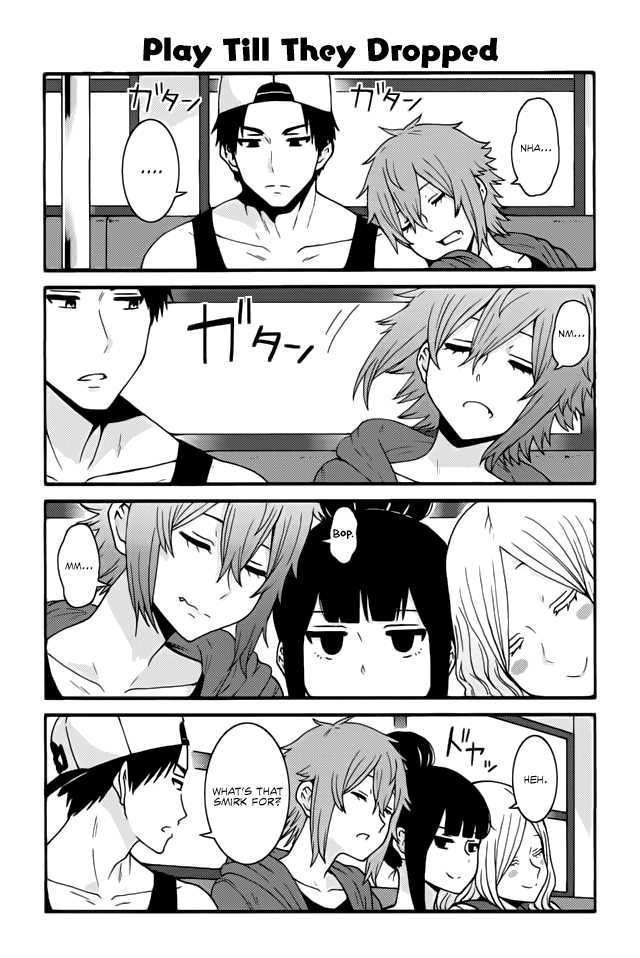 Play Till They Dropped
ガタン
ガタン
NHA...
....
ガタン
NM...
BOP.
MM...
ドヤッ
HEH.
WHAT'S THAT
SMIRK FOR?